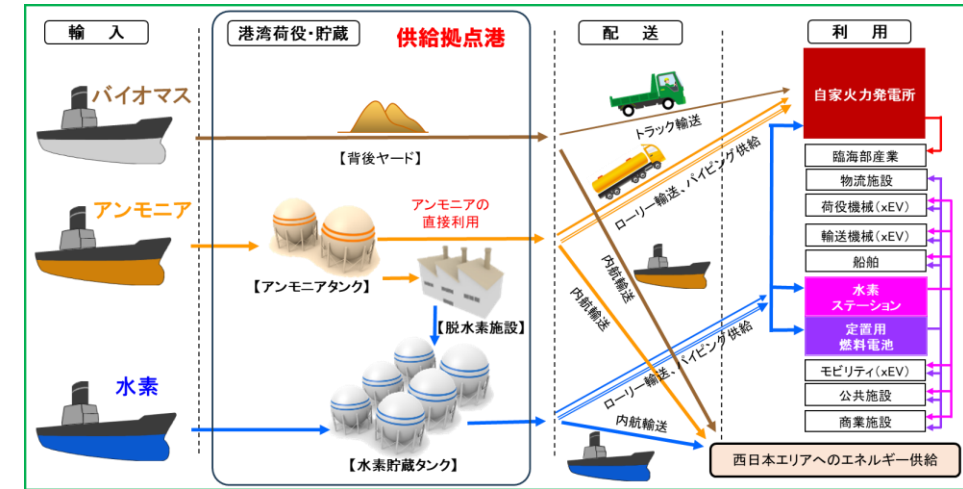 輸 入
港湾荷役・貯蔵
供給拠点港
配 送
利 用
バイオマス
【背後ヤード】
トラック輸送
自家火力発電所
アンモニア
アンモニアの
直接利用
【アンモニアタンク】
【脱水素施設】
ローリー輸送、パイピング供給
内航輸送
内航輸送
臨海部産業
物流施設
荷役機械(xEV)
輸送機械(xEV)
船舶
水素
ステーション
定置用
燃料電池
モビリティ(xEV)
公共施設
商業施設
水素
【水素貯蔵タンク】
ローリー輸送、パイピング供給
内航輸送
西日本エリアへのエネルギー供給